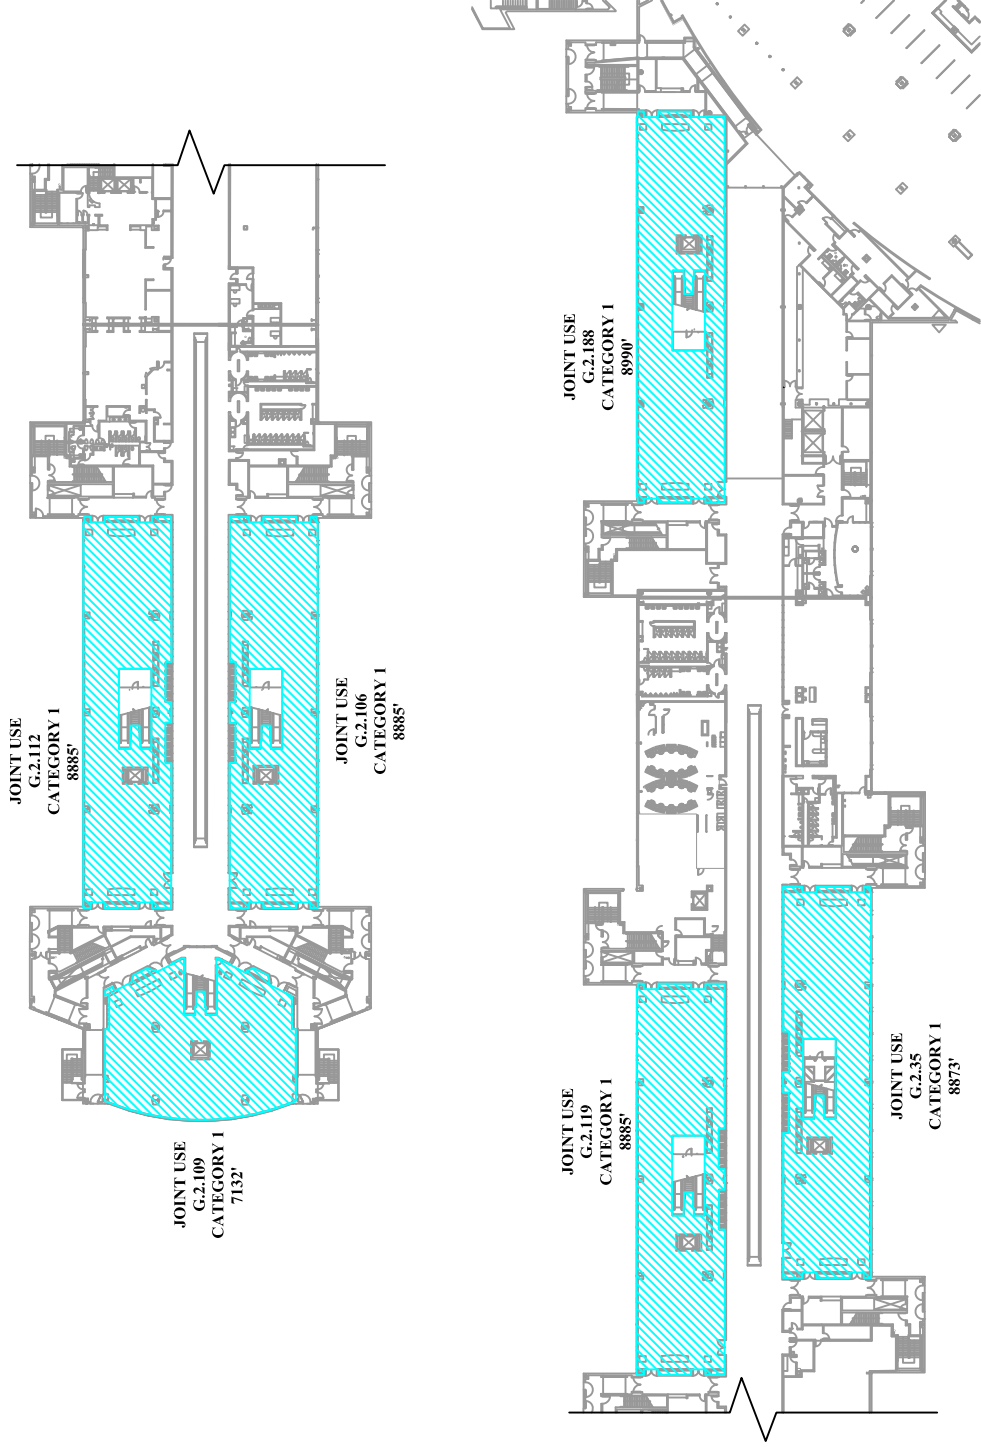 JOINT USE
G.2.188
CATEGORY 1
8990'
JOINT USE
G.2.112
CATEGORY 1
8885'
JOINT USE
G.2.106
CATEGORY 1
8885'
JOINT USE
G.2.109
CATEGORY 1
7132'
JOINT USE
G.2.119
CATEGORY 1
8885'
JOINT USE
G.2.35
CATEGORY 1
8873'